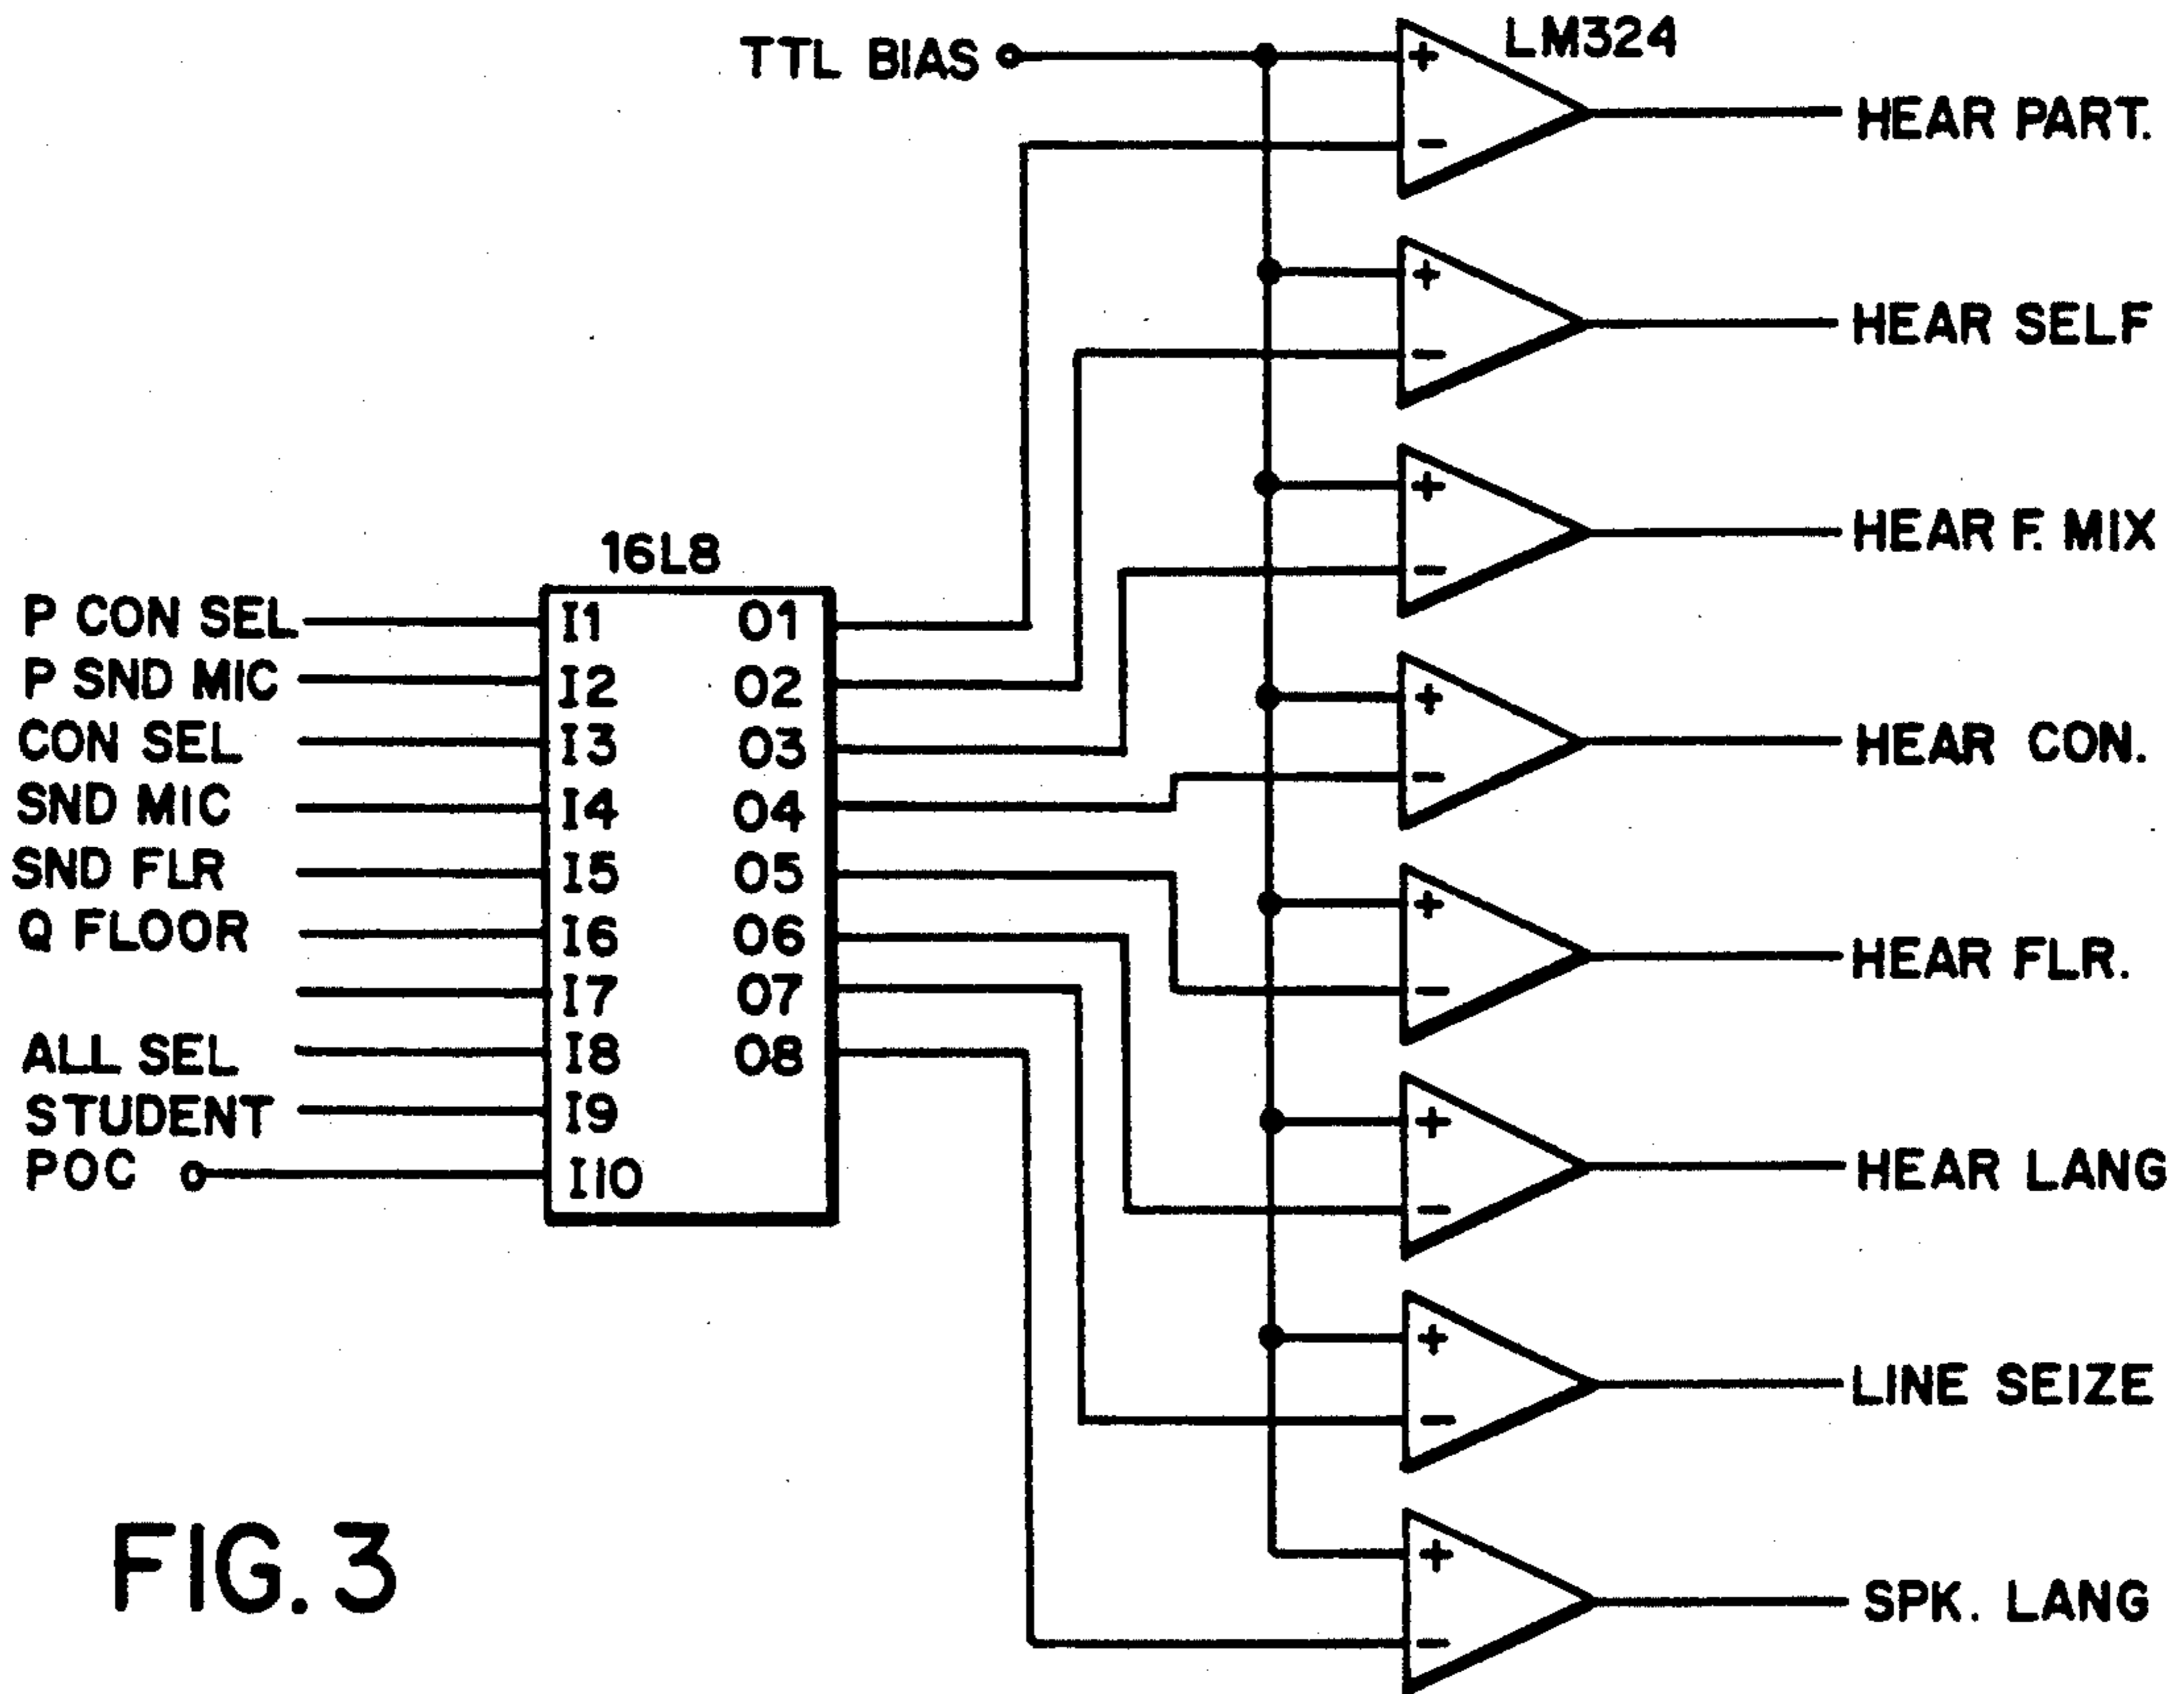 TTL BIAS
LM324
+
-
HEAR PART.
+
-
HEAR SELF
+
-
HEAR F. MIX
+
-
HEAR CON.
+
-
HEAR FLR.
+
-
HEAR LANG
+
-
LINE SEIZE
+
-
SPK. LANG
16L8
P CON SEL I1 O1
P SND MIC I2 O2
CON SEL I3 O3
SND MIC I4 O4
SND FLR I5 O5
Q FLOOR I6 O6
I7 O7
ALL SEL I8 O8
STUDENT I9
POC I10
FIG. 3